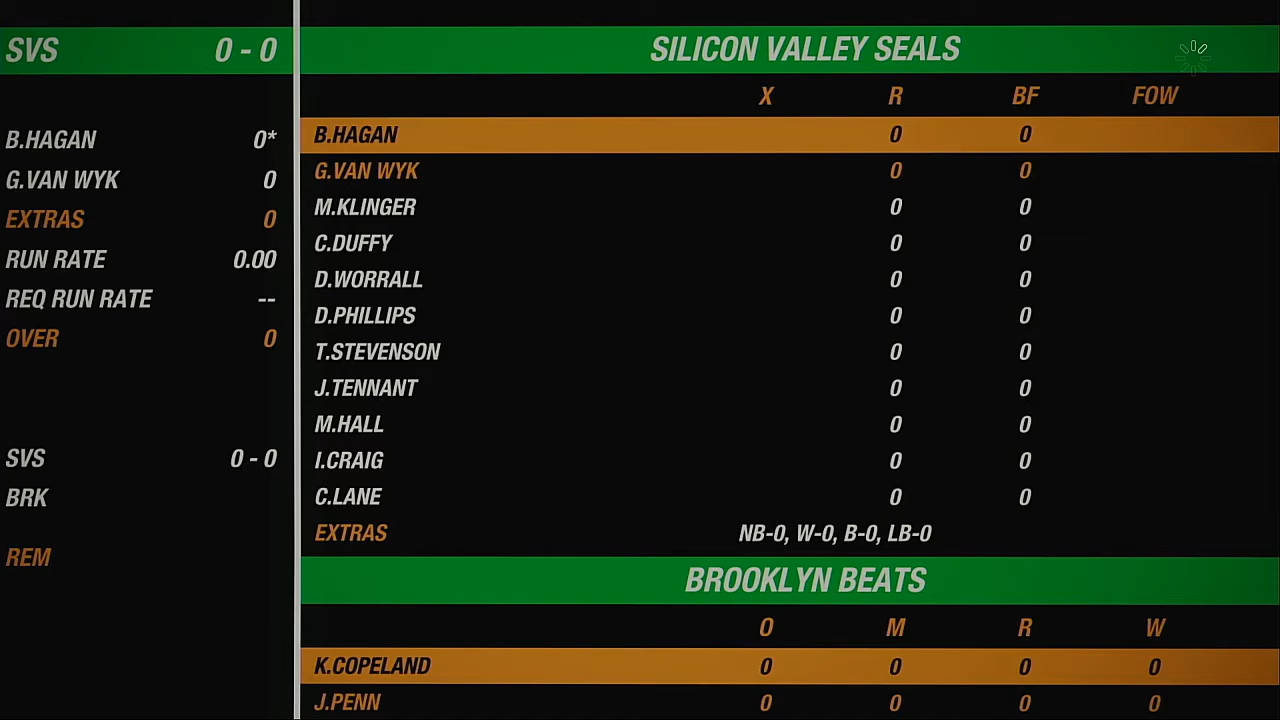 SVS 0 - 0
B.HAGAN 0*
G.VAN WYK 0
EXTRAS 0
RUN RATE 0.00
REQ RUN RATE --
OVER 0
SVS 0 - 0
BRK
REM
SILICON VALLEY SEALS
X R BF FOW
B.HAGAN 0 0
G.VAN WYK 0 0
M.KLINGER 0 0
C.DUFFY 0 0
D.WORRALL 0 0
D.PHILLIPS 0 0
T.STEVENSON 0 0
J.TENNANT 0 0
M.HALL 0 0
I.CRAIG 0 0
C.LANE 0 0
EXTRAS NB-0, W-0, B-0, LB-0
BROOKLYN BEATS
O M R W
K.COPELAND 0 0 0 0
J.PENN 0 0 0 0